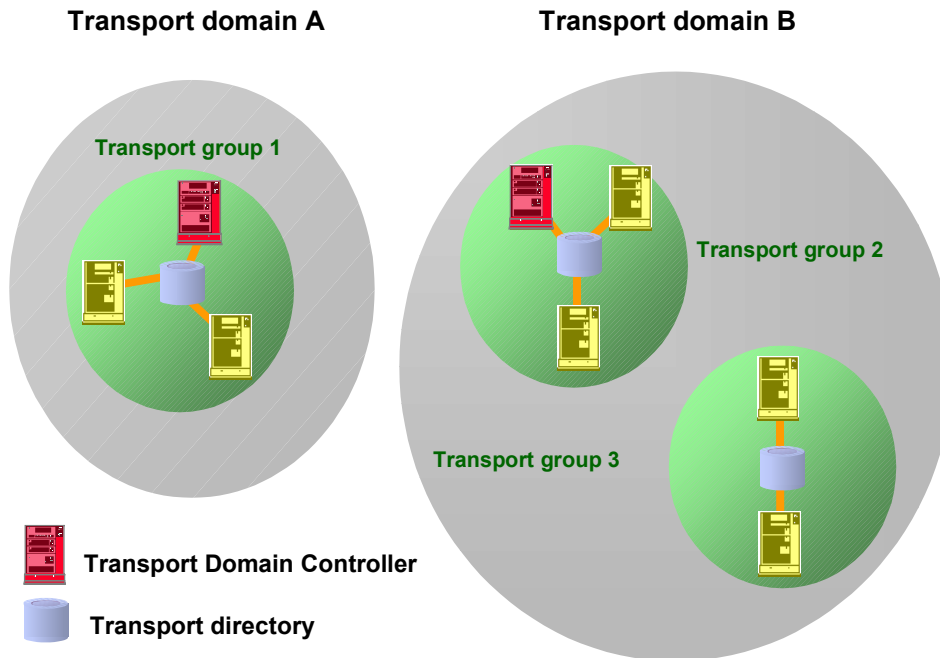 Transport domain A
Transport domain B
Transport group 1
Transport group 2
Transport group 3
Transport Domain Controller
Transport directory